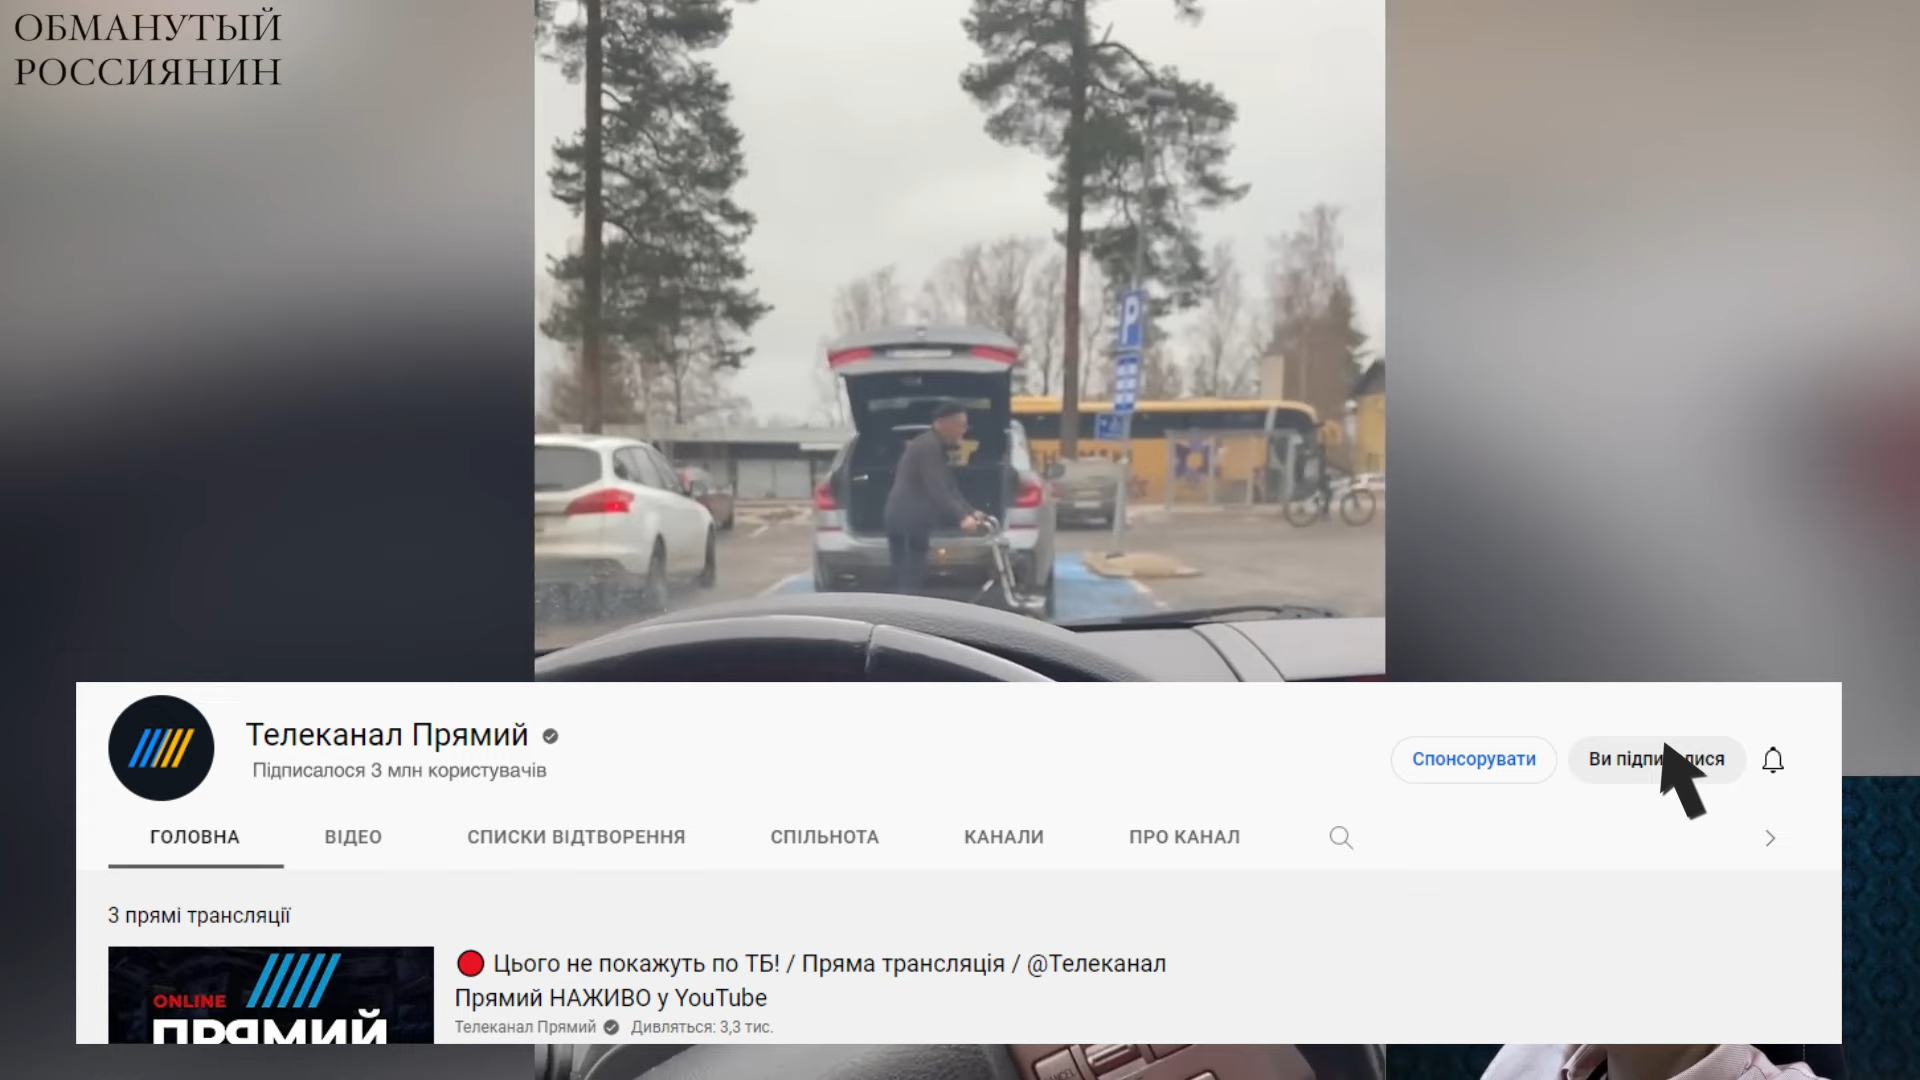 ОБМАНУТЫЙ
РОССИЯНИН
P
Телеканал Прямий
Підписалося 3 млн користувачів
Спонсорувати
Ви
ГОЛОВНА
ВІДЕО
СПИСКИ ВІДТВОРЕННЯ
СПІЛЬНОТА
КАНАЛИ
ПРО КАНАЛ
3 прямі трансляції
ONLINE
ПРЯМИЙ
Цього не покажуть по ТБ! / Пряма трансляція / @Телеканал
Прямий НАЖИВО у YouTube
Телеканал Прямий
Дивляться: 3,3 тис.
CANCEL